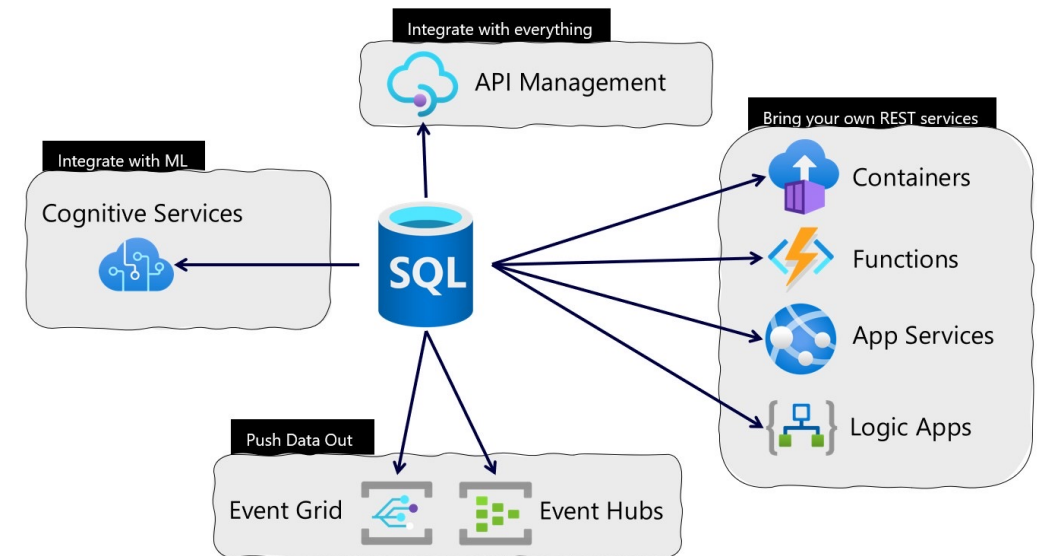 Integrate with everything
API Management
Bring your own REST services
Containers
Functions
App Services
Logic Apps
Integrate with ML
Cognitive Services
SQL
Push Data Out
Event Grid
Event Hubs